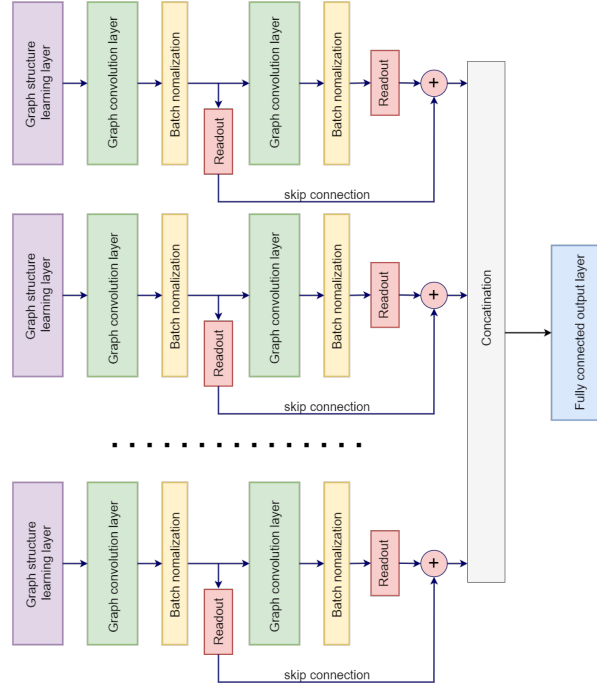 Graph structure
learning layer
Graph convolution layer
Batch nomalization
Readout
Graph convolution layer
Batch nomalization
Readout
+
skip connection
Graph structure
learning layer
Graph convolution layer
Batch nomalization
Readout
Graph convolution layer
Batch nomalization
Readout
+
skip connection
Graph structure
learning layer
Graph convolution layer
Batch nomalization
Readout
Graph convolution layer
Batch nomalization
Readout
+
skip connection
Concatination
Fully connected output layer